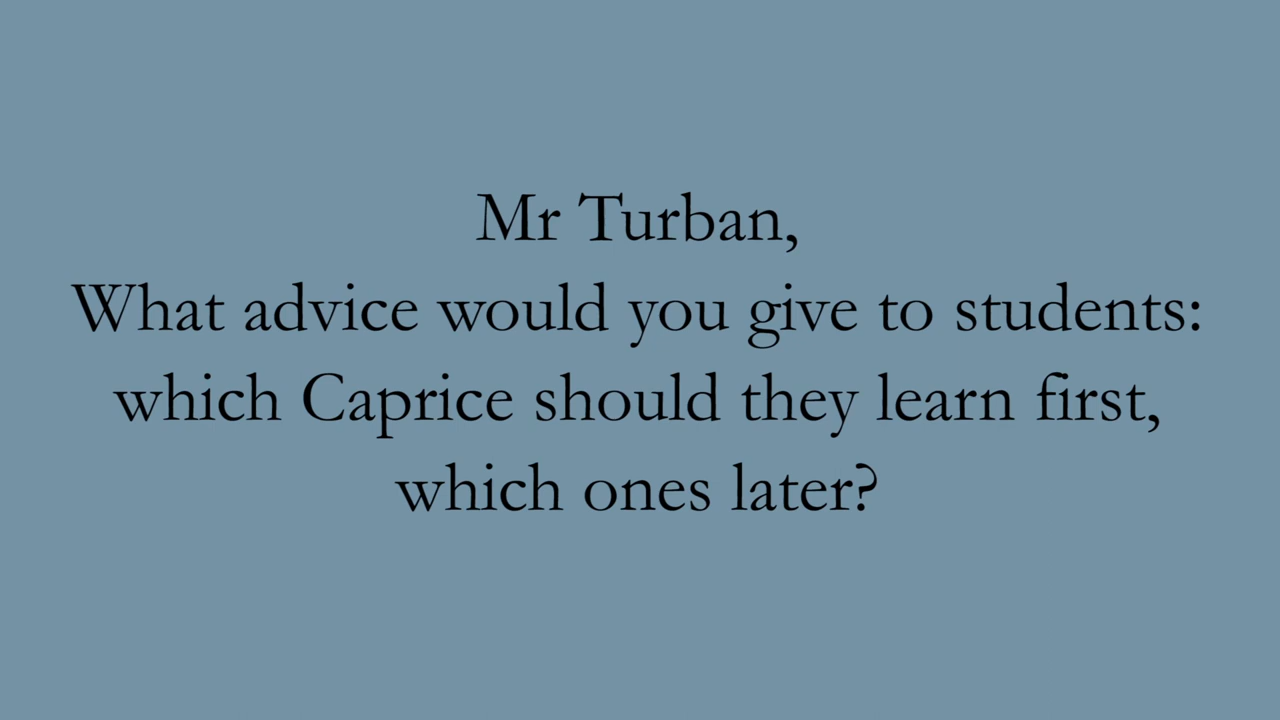 Mr Turban,
What advice would you give to students:
which Caprice should they learn first,
which ones later?